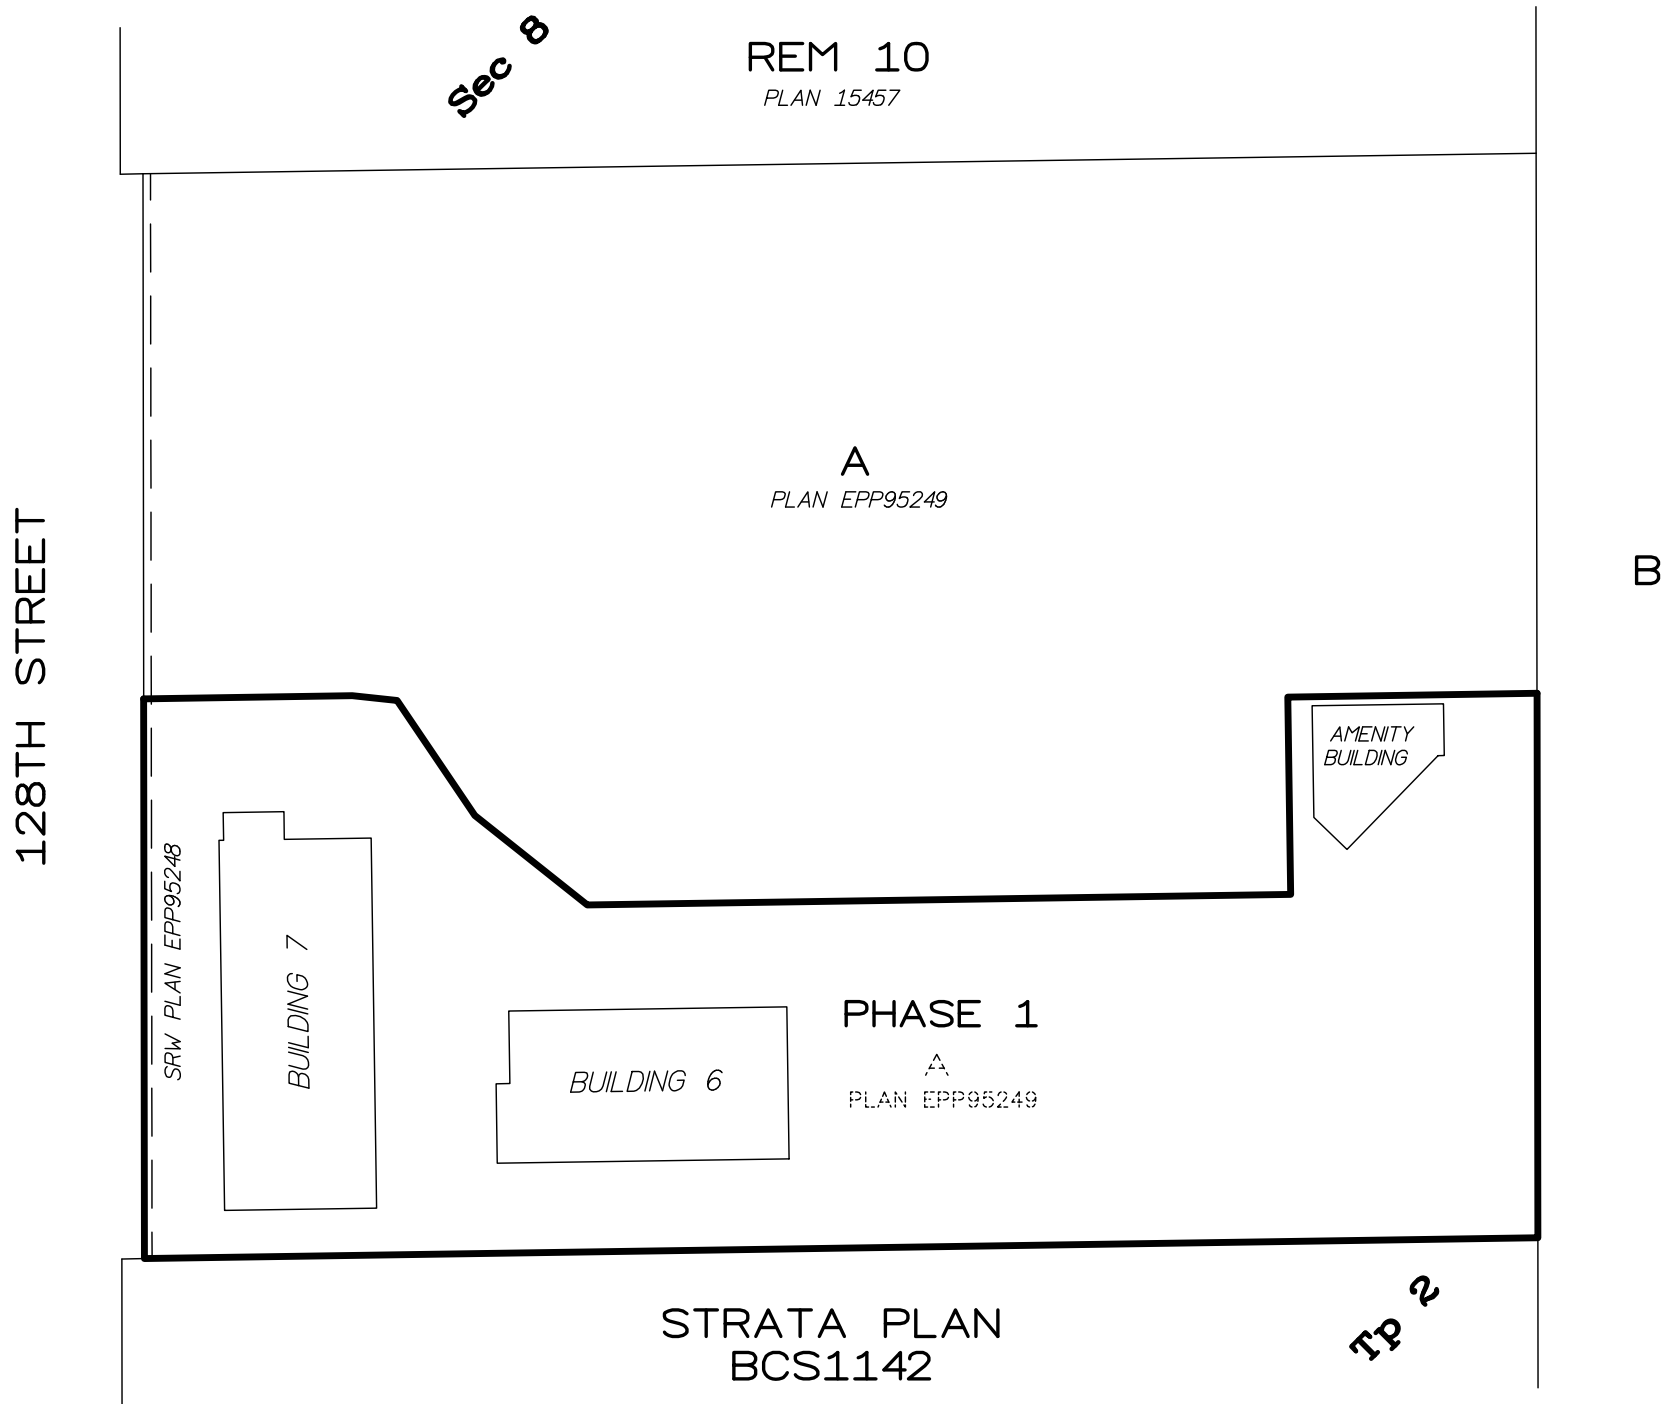 Sec 8
REM 10
PLAN 15457
A
PLAN EPP95249
128TH STREET
B
AMENITY
BUILDING
SRW PLAN EPP95248
BUILDING 7
BUILDING 6
PHASE 1
A
PLAN EPP95249
STRATA PLAN
BCS1142
Tp 2